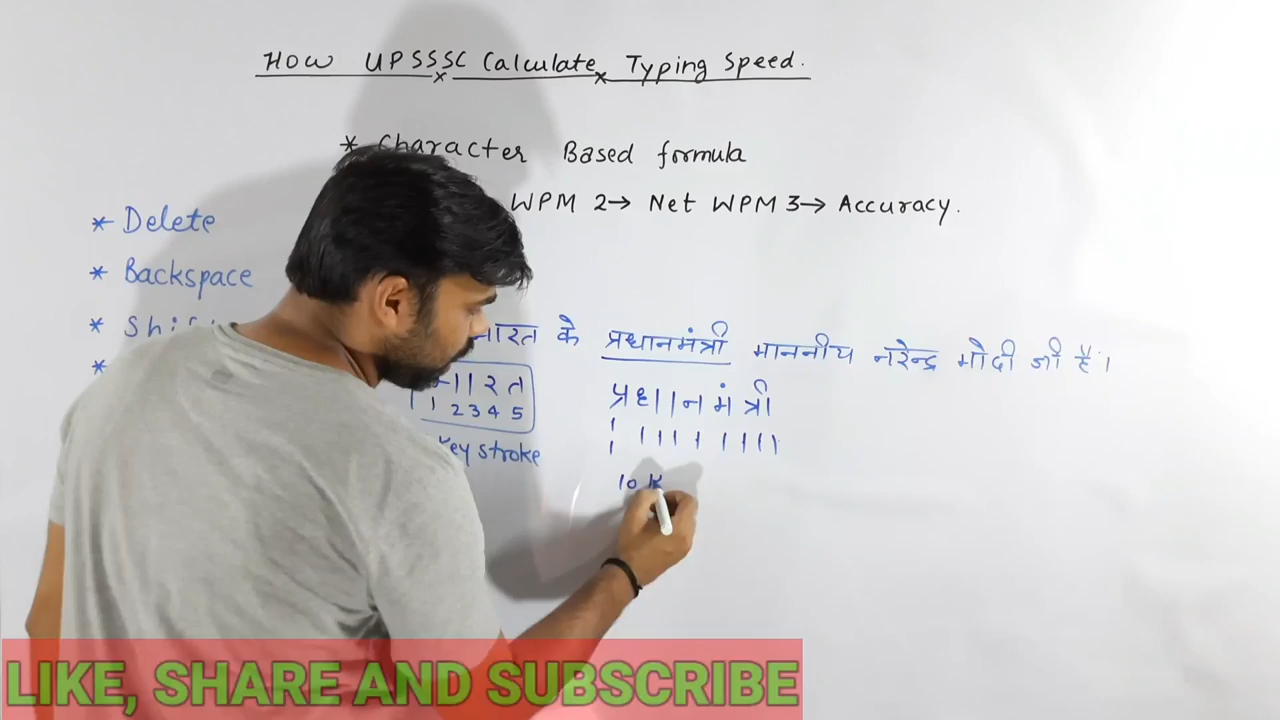 How UPSSSC Calculate Typing Speed.
* Character Based formula
WPM 2→ Net WPM 3→ Accuracy.
* Delete
* Backspace
*
*
के प्रधानमंत्री माननीय नरेन्द्र मोदी जी हैं।
र त
1 2 3 4 5
Key stroke
प्रध||नमंत्री
10 K
LIKE, SHARE AND SUBSCRIBE